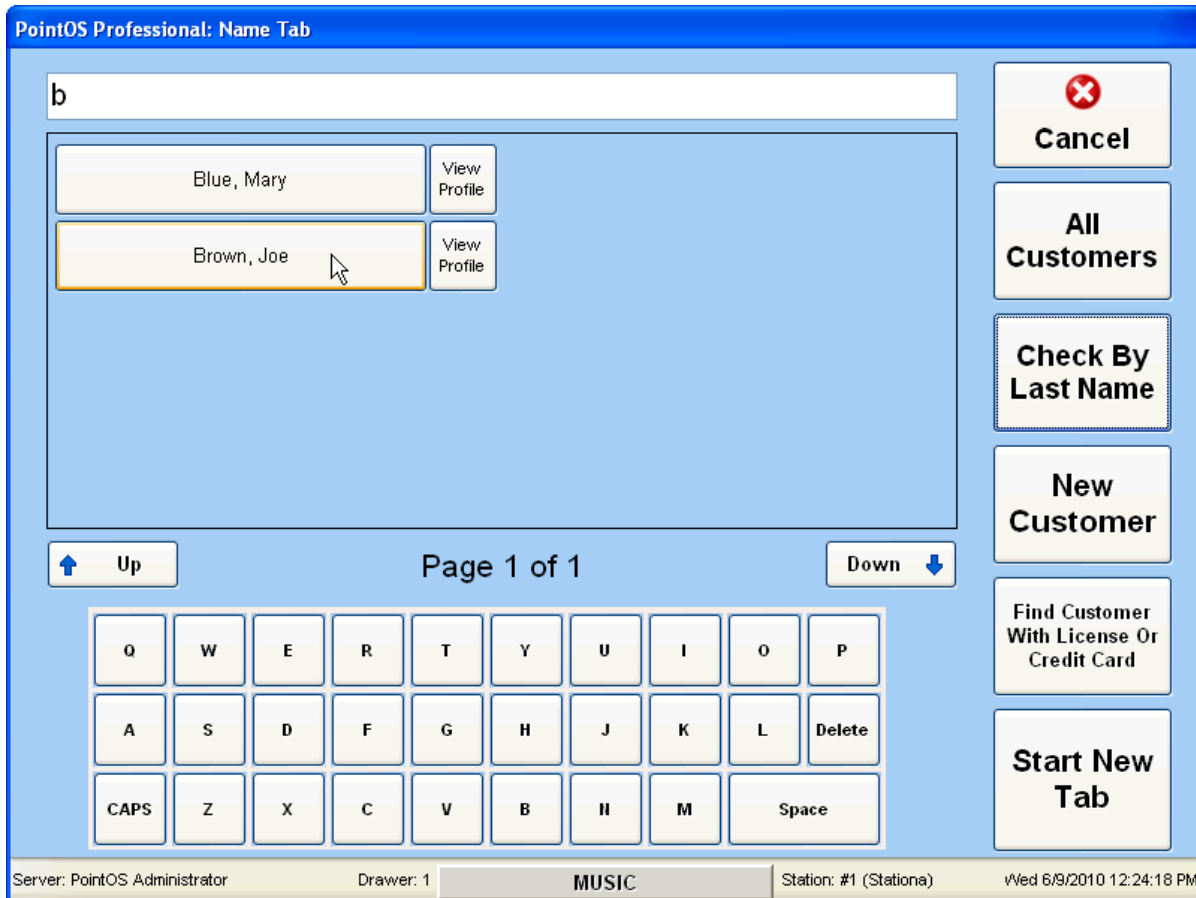 PointOS Professional: Name Tab
b
Cancel
Blue, Mary
View
Profile
All
Customers
Brown, Joe
View
Profile
Check By
Last Name
New
Customer
Up
Page 1 of 1
Down
Find Customer
With License Or
Credit Card
Q W E R T Y U I O P
A S D F G H J K L Delete
CAPS Z X C V B N M Space
Start New
Tab
Server: PointOS Administrator
Drawer: 1
MUSIC
Station: #1 (Stationa)
Wed 6/9/2010 12:24:18 PM